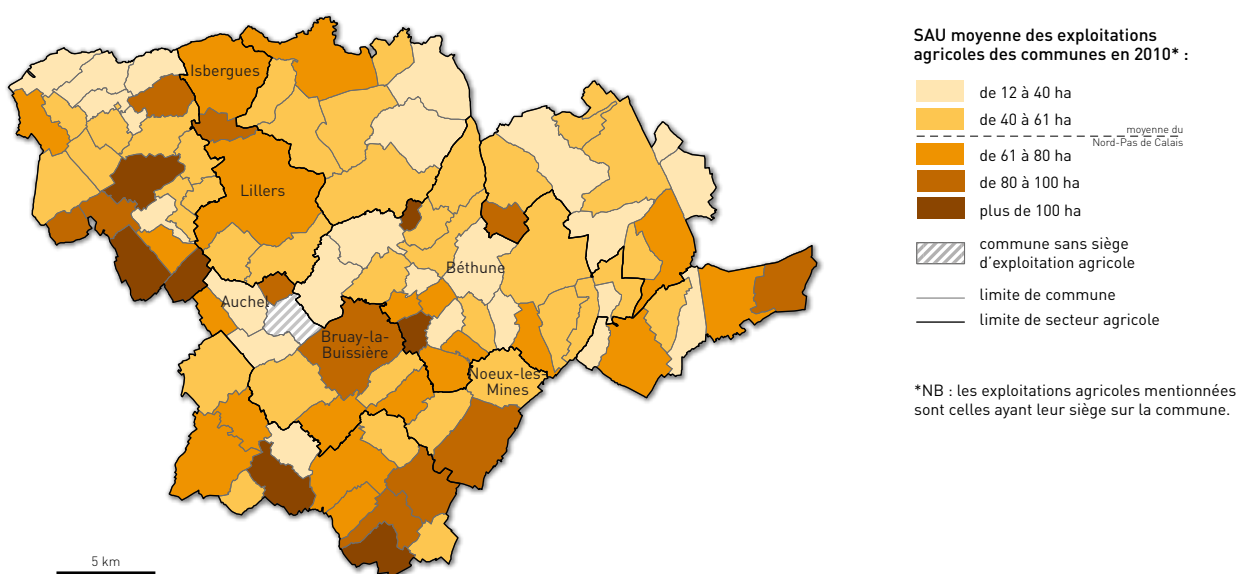 SAU moyenne des exploitations
agricoles des communes en 2010* :
de 12 à 40 ha
de 40 à 61 ha
moyenne du
Nord-Pas de Calais
de 61 à 80 ha
de 80 à 100 ha
plus de 100 ha
commune sans siège
d'exploitation agricole
limite de commune
limite de secteur agricole
*NB : les exploitations agricoles mentionnées
sont celles ayant leur siège sur la commune.
Isbergues
Lillers
Béthune
Auchel
Bruay-la-
Buissière
Noeux-les-
Mines
5 km